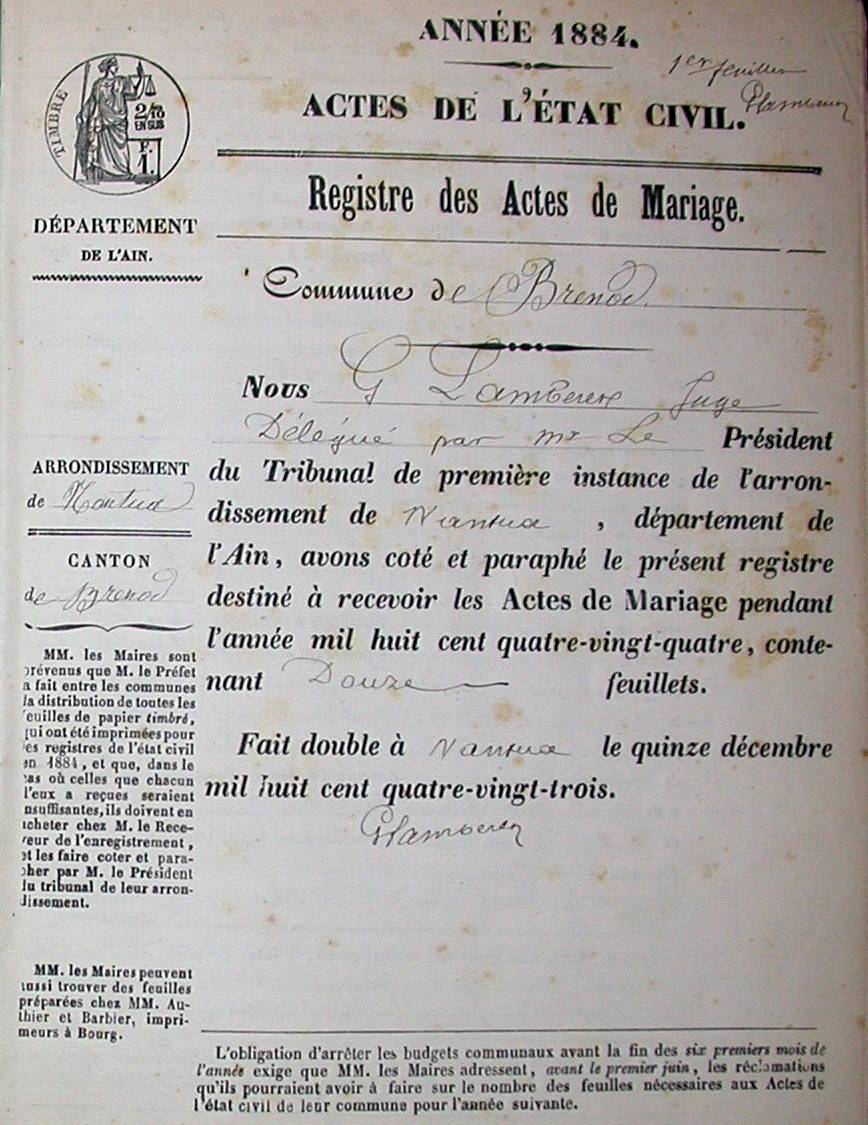 ANNÉE 1884.
1er feuillet
ACTES DE L'ÉTAT CIVIL.
TIMBRE
2/10
EN SUS
F.
1.
Registre des Actes de Mariage.
DÉPARTEMENT
DE L'AIN.
Commune de Brenod.
Nous G Lambereri Juge
Délégué par mr Le Président
du Tribunal de première instance de l'arron-
dissement de Nantua, département de
l'Ain, avons coté et paraphé le présent registre
destiné à recevoir les Actes de Mariage pendant
l'année mil huit cent quatre-vingt-quatre, conte-
nant Douze feuillets.
Fait double à Nantua le quinze décembre
mil huit cent quatre-vingt-trois.
ARRONDISSEMENT
de Nantua
CANTON
de Brenod
MM. les Maires sont
prévenus que M. le Préfet
a fait entre les communes
la distribution de toutes les
feuilles de papier timbré,
qui ont été imprimées pour
les registres de l'état civil
en 1884, et que, dans le
cas où celles que chacun
d'eux a reçues seraient
insuffisantes, ils doivent en
acheter chez M. le Rece-
veur de l'enregistrement,
et les faire coter et para-
pher par M. le Président
du tribunal de leur arron-
dissement.
MM. les Maires peuvent
aussi trouver des feuilles
préparées chez MM. Au-
thier et Barbier, impri-
meurs à Bourg.
L'obligation d'arrêter les budgets communaux avant la fin des six premiers mois de
l'année exige que MM. les Maires adressent, avant le premier juin, les réclamations
qu'ils pourraient avoir à faire sur le nombre des feuilles nécessaires aux Actes de
l'état civil de leur commune pour l'année suivante.